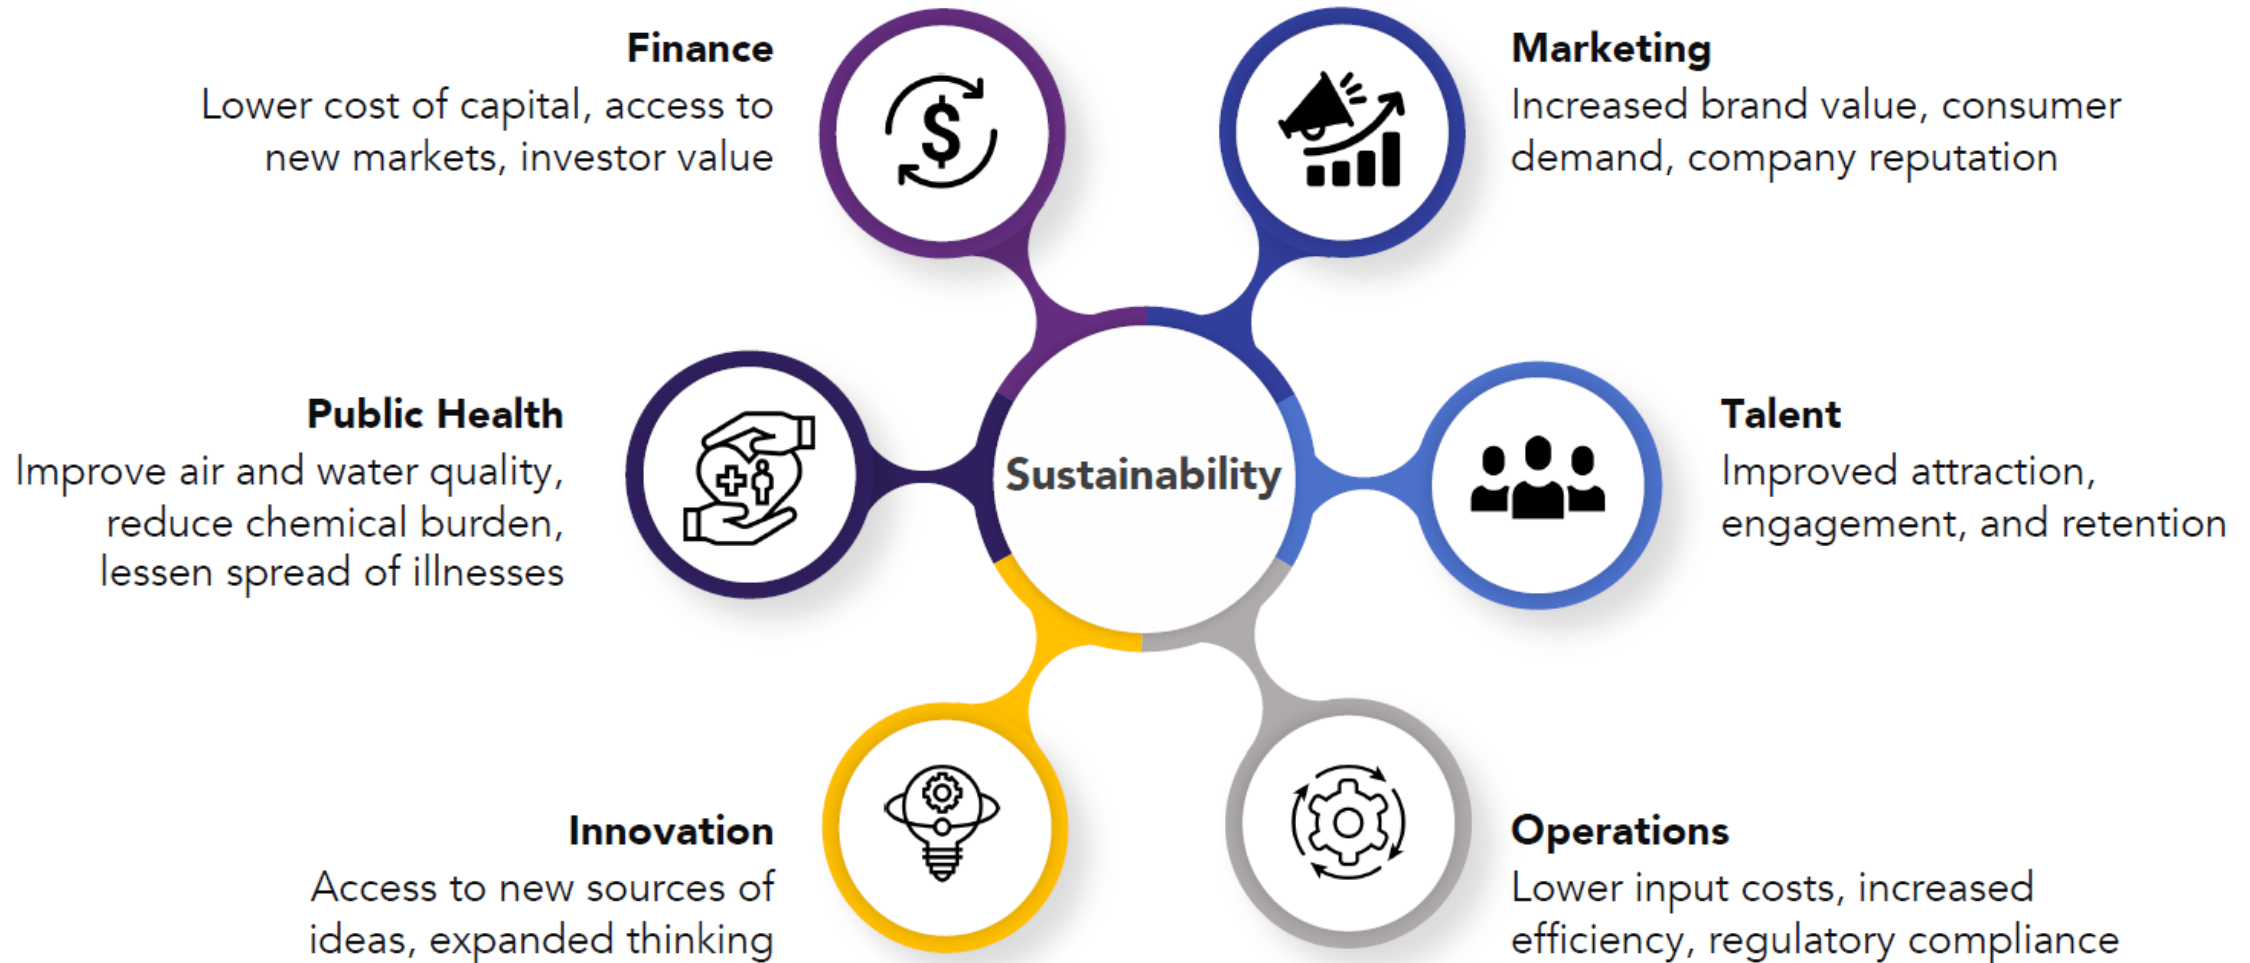 Finance
Lower cost of capital, access to
new markets, investor value
Marketing
Increased brand value, consumer
demand, company reputation
Public Health
Improve air and water quality,
reduce chemical burden,
lessen spread of illnesses
Sustainability
Talent
Improved attraction,
engagement, and retention
Innovation
Access to new sources of
ideas, expanded thinking
Operations
Lower input costs, increased
efficiency, regulatory compliance